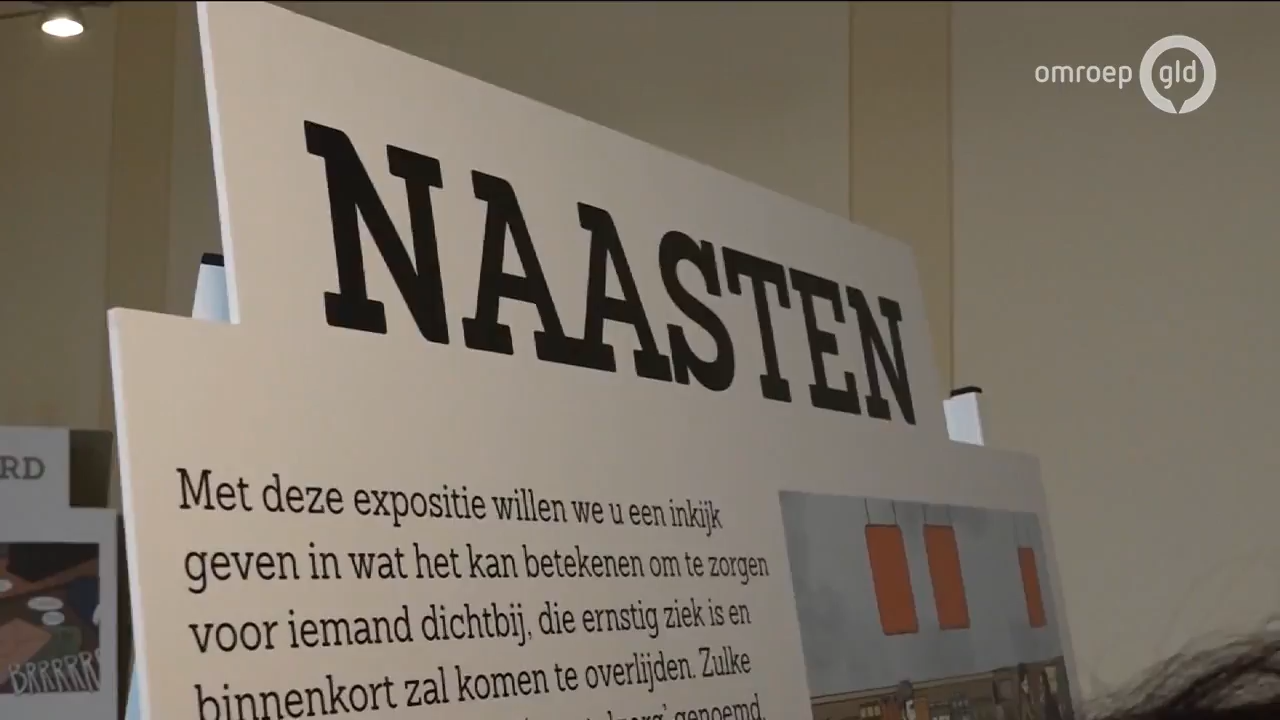 omroep gld
NAASTEN
Met deze expositie willen we u een inkijk
geven in wat het kan betekenen om te zorgen
voor iemand dichtbij, die ernstig ziek is en
binnenkort zal komen te overlijden. Zulke
genoemd,
RD
BRRRRR